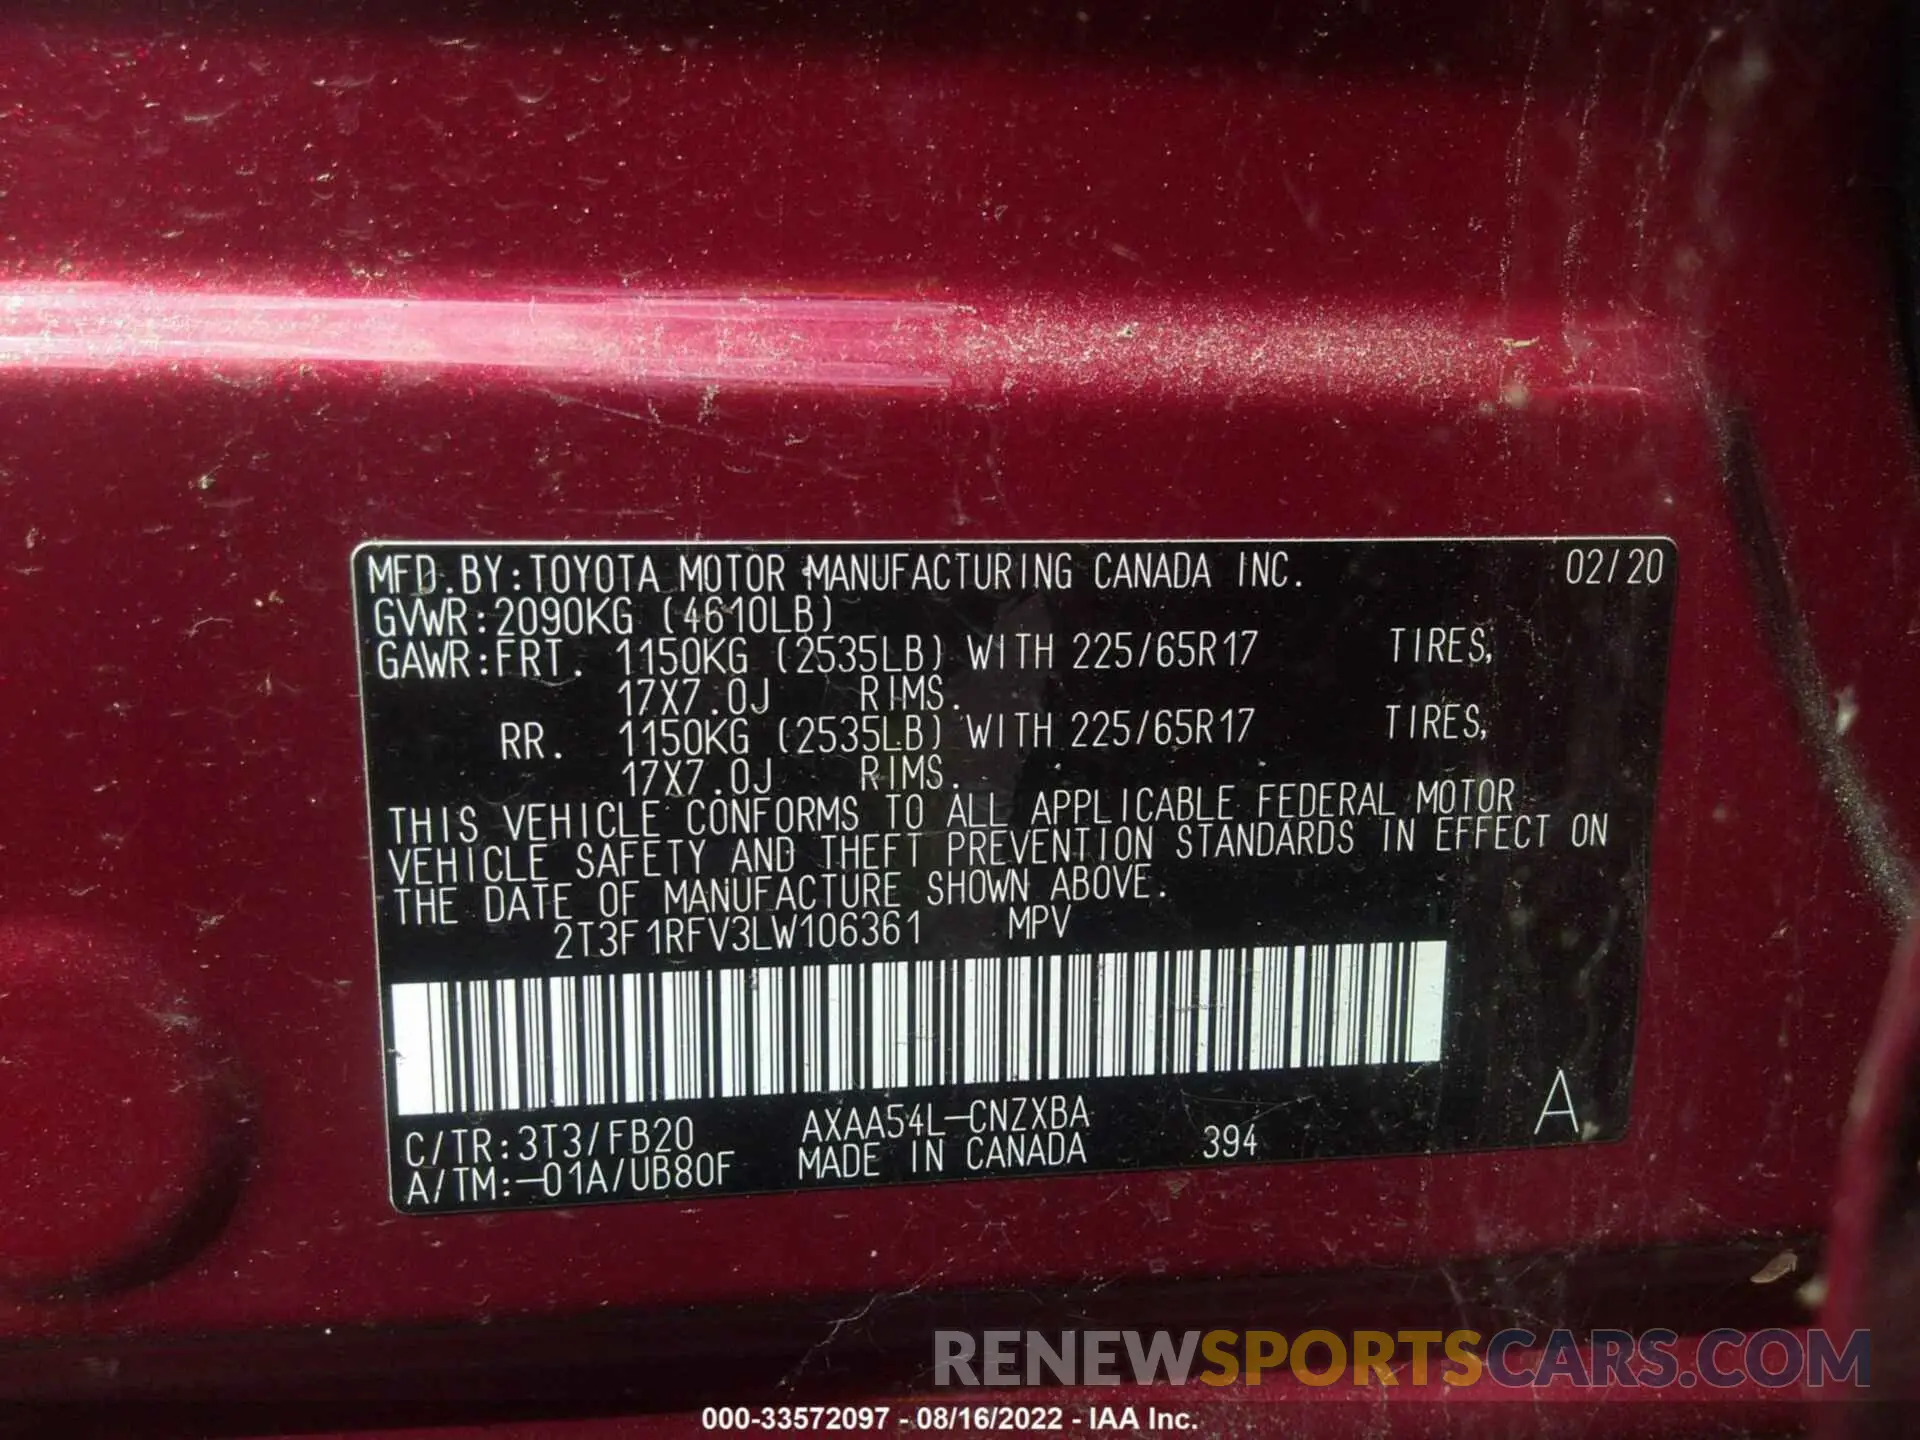 MFD.BY:TOYOTA MOTOR MANUFACTURING CANADA INC. 02/20
GVWR:2090KG (4610LB)
GAWR:FRT. 1150KG (2535LB) WITH 225/65R17 TIRES,
17X7.0J RIMS.
RR. 1150KG (2535LB) WITH 225/65R17 TIRES,
17X7.0J RIMS.
THIS VEHICLE CONFORMS TO ALL APPLICABLE FEDERAL MOTOR
VEHICLE SAFETY AND THEFT PREVENTION STANDARDS IN EFFECT ON
THE DATE OF MANUFACTURE SHOWN ABOVE.
2T3F1RFV3LW106361 MPV
C/TR:3T3/FB20 AXAA54L-CNZXBA
A/TM:-01A/UB80F MADE IN CANADA 394 A
RENEWSPORTSCARS.COM
000-33572097 - 08/16/2022 - IAA Inc.